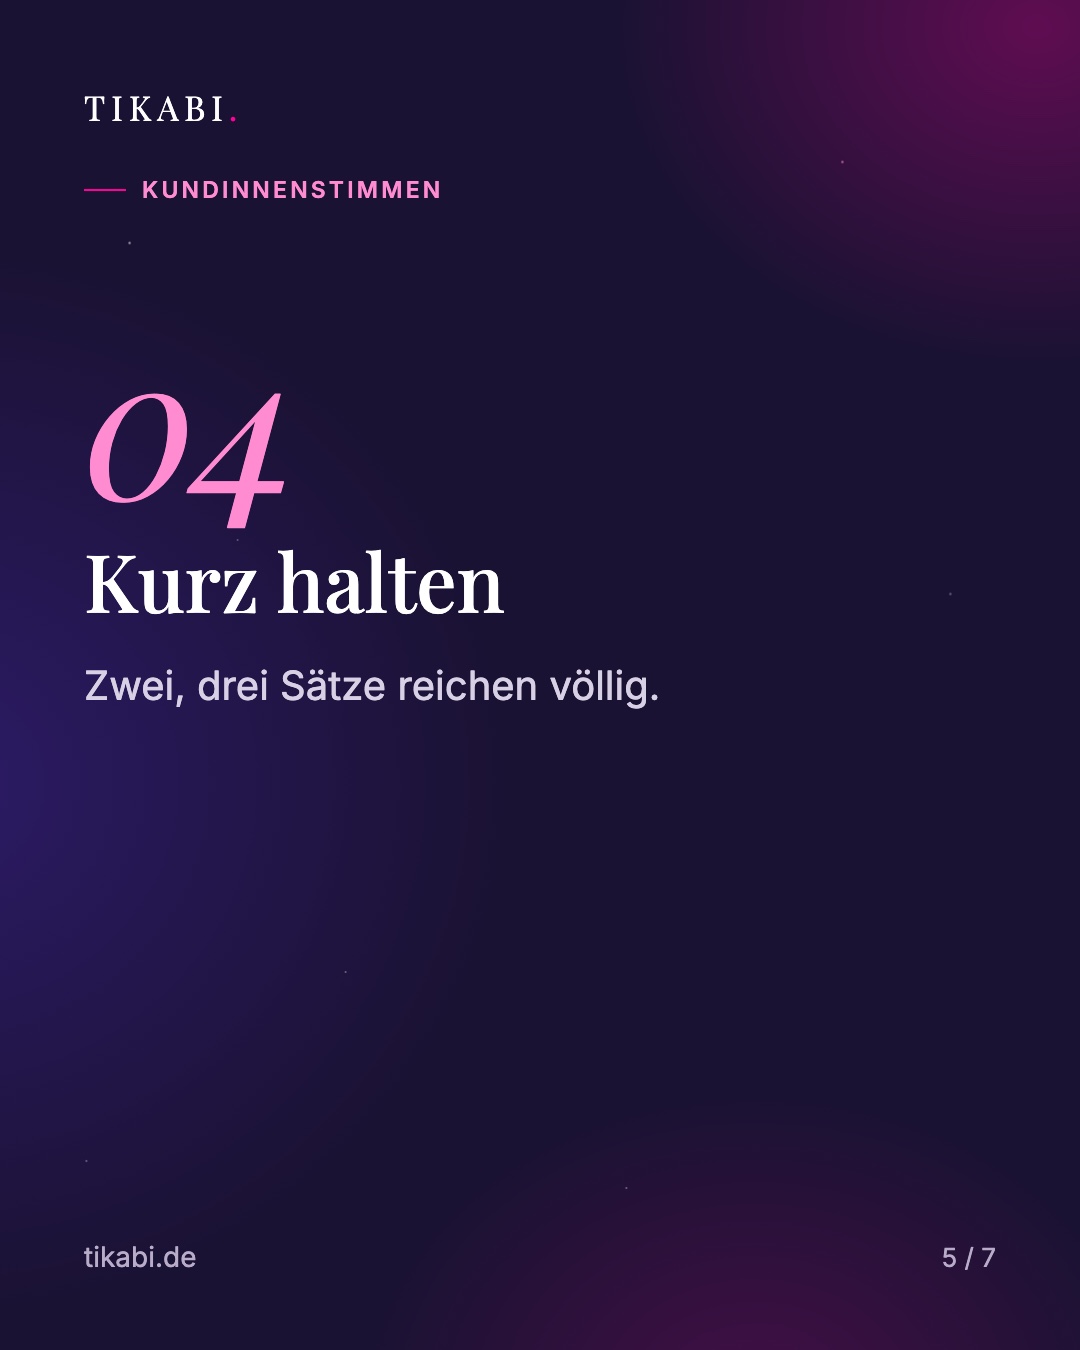 TIKABI.
KUNDINNENSTIMMEN
04
Kurz halten
Zwei, drei Sätze reichen völlig.
tikabi.de
5 / 7